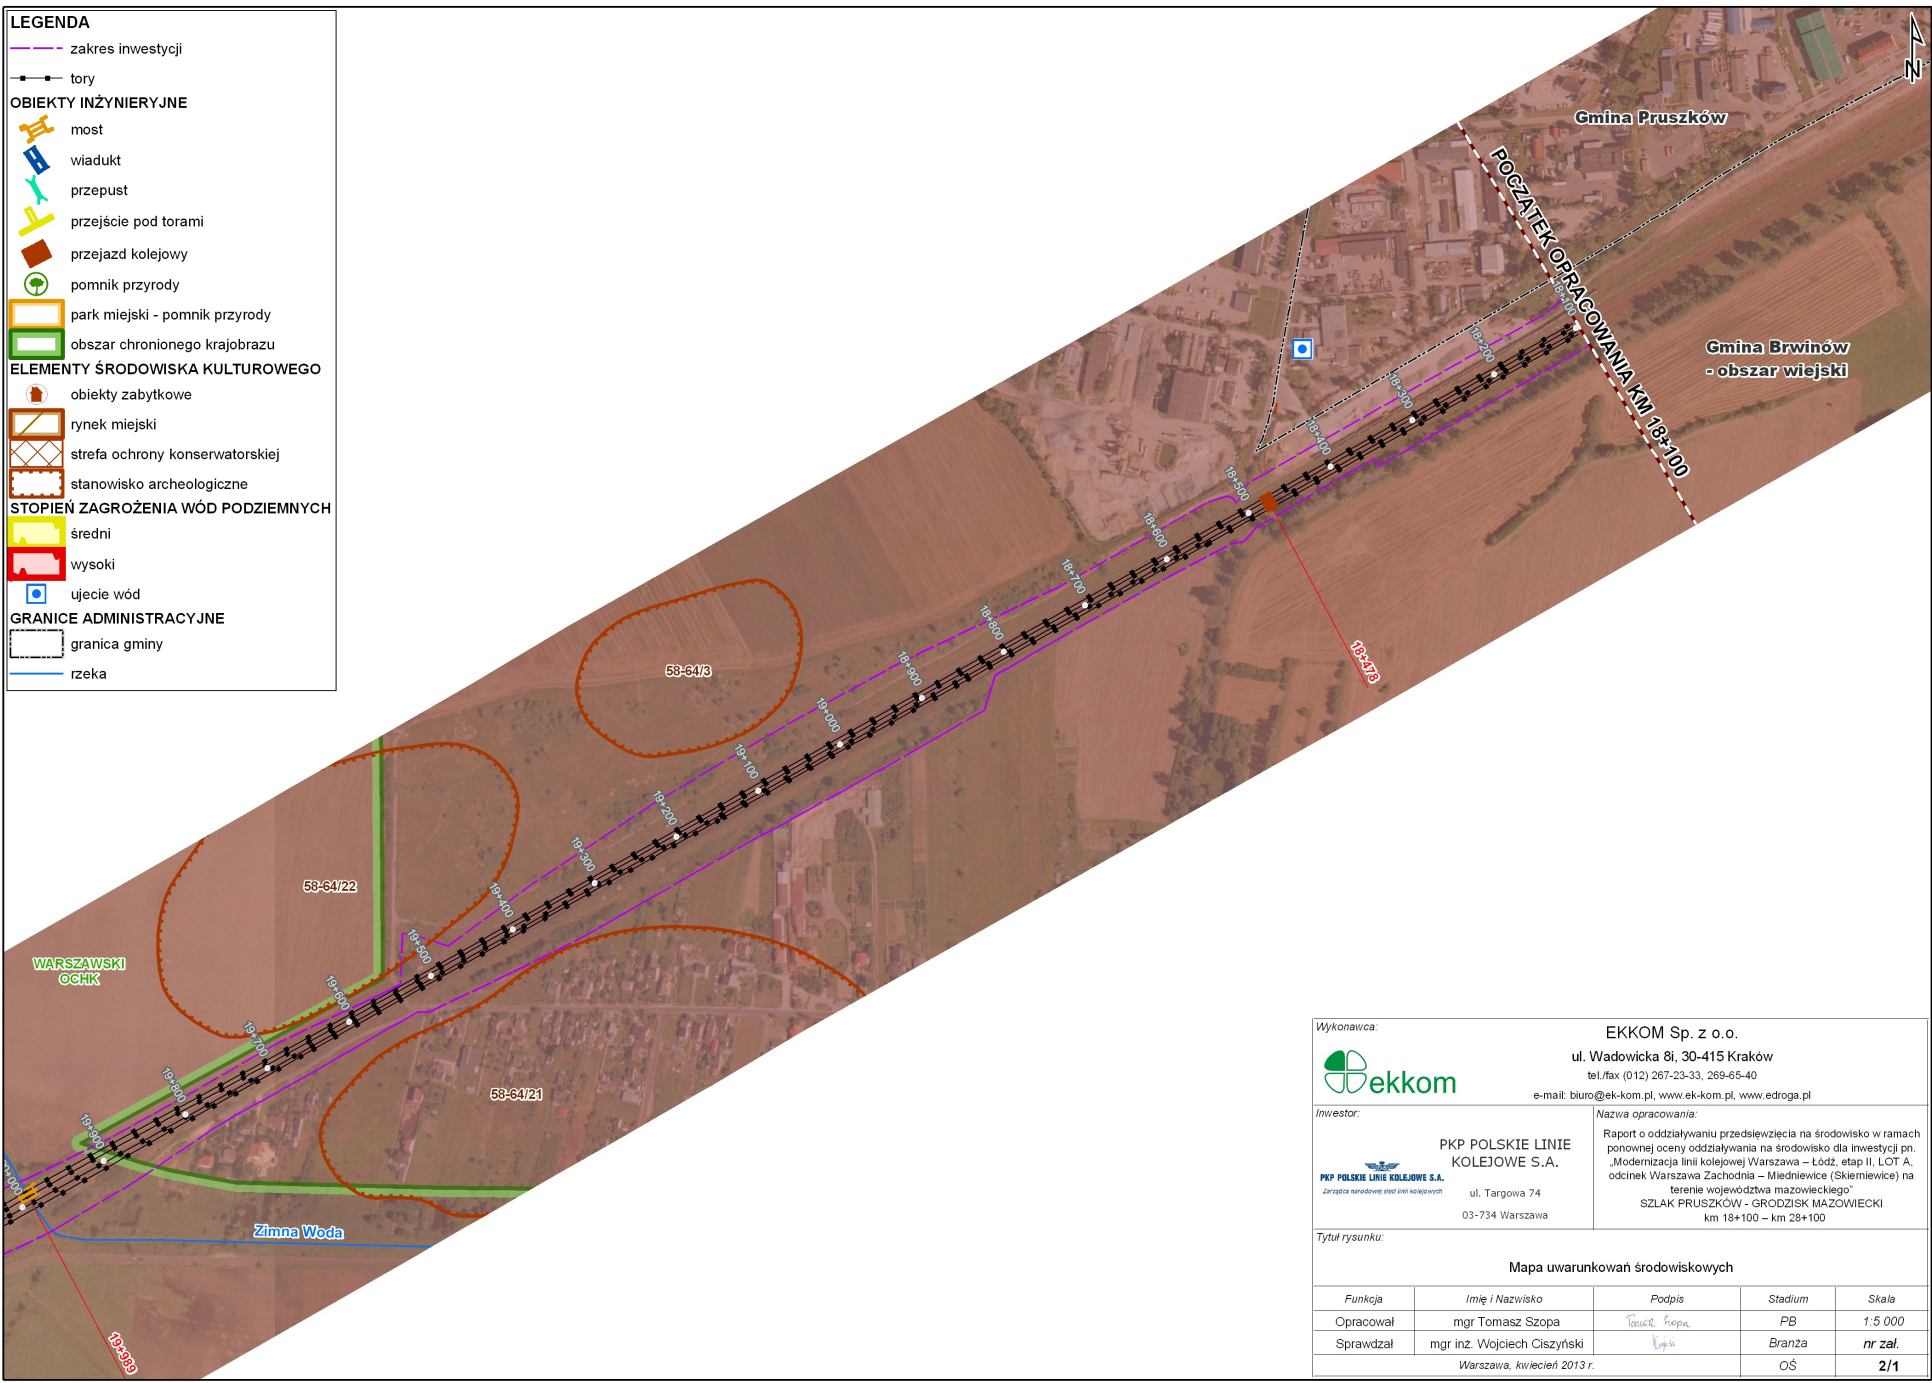 LEGENDA
zakres inwestycji
tory
OBIEKTY INŻYNIERYJNE
most
wiadukt
przepust
przejście pod torami
przejazd kolejowy
pomnik przyrody
park miejski - pomnik przyrody
obszar chronionego krajobrazu
ELEMENTY ŚRODOWISKA KULTUROWEGO
obiekty zabytkowe
rynek miejski
strefa ochrony konserwatorskiej
stanowisko archeologiczne
STOPIEŃ ZAGROŻENIA WÓD PODZIEMNYCH
średni
wysoki
ujecie wód
GRANICE ADMINISTRACYJNE
granica gminy
rzeka
N
Gmina Pruszków
POCZĄTEK OPRACOWANIA KM 18+100
Gmina Brwinów
- obszar wiejski
18+100
18+200
18+300
18+400
18+500
18+600
18+700
18+800
18+900
19+000
19+100
19+200
19+300
19+400
19+500
19+600
19+700
19+800
19+900
18+478
58-64/3
58-64/22
58-64/21
WARSZAWSKI
OCHK
Zimna Woda
19+989
Wykonawca:
ekkom
EKKOM Sp. z o.o.
ul. Wadowicka 8i, 30-415 Kraków
tel./fax (012) 267-23-33, 269-65-40
e-mail: biuro@ek-kom.pl, www.ek-kom.pl, www.edroga.pl
Inwestor:
PKP POLSKIE LINIE KOLEJOWE S.A.
Zarządca narodowej sieci linii kolejowych
PKP POLSKIE LINIE
KOLEJOWE S.A.
ul. Targowa 74
03-734 Warszawa
Nazwa opracowania:
Raport o oddziaływaniu przedsięwzięcia na środowisko w ramach
ponownej oceny oddziaływania na środowisko dla inwestycji pn.
„Modernizacja linii kolejowej Warszawa – Łódź, etap II, LOT A,
odcinek Warszawa Zachodnia – Miedniewice (Skierniewice) na
terenie województwa mazowieckiego”
SZLAK PRUSZKÓW - GRODZISK MAZOWIECKI
km 18+100 – km 28+100
Tytuł rysunku:
Mapa uwarunkowań środowiskowych
Funkcja Imię i Nazwisko Podpis Stadium Skala
Opracował mgr Tomasz Szopa Tomasz Szopa PB 1:5 000
Sprawdzał mgr inż. Wojciech Ciszyński Branża nr zał.
Warszawa, kwiecień 2013 r. OŚ 2/1